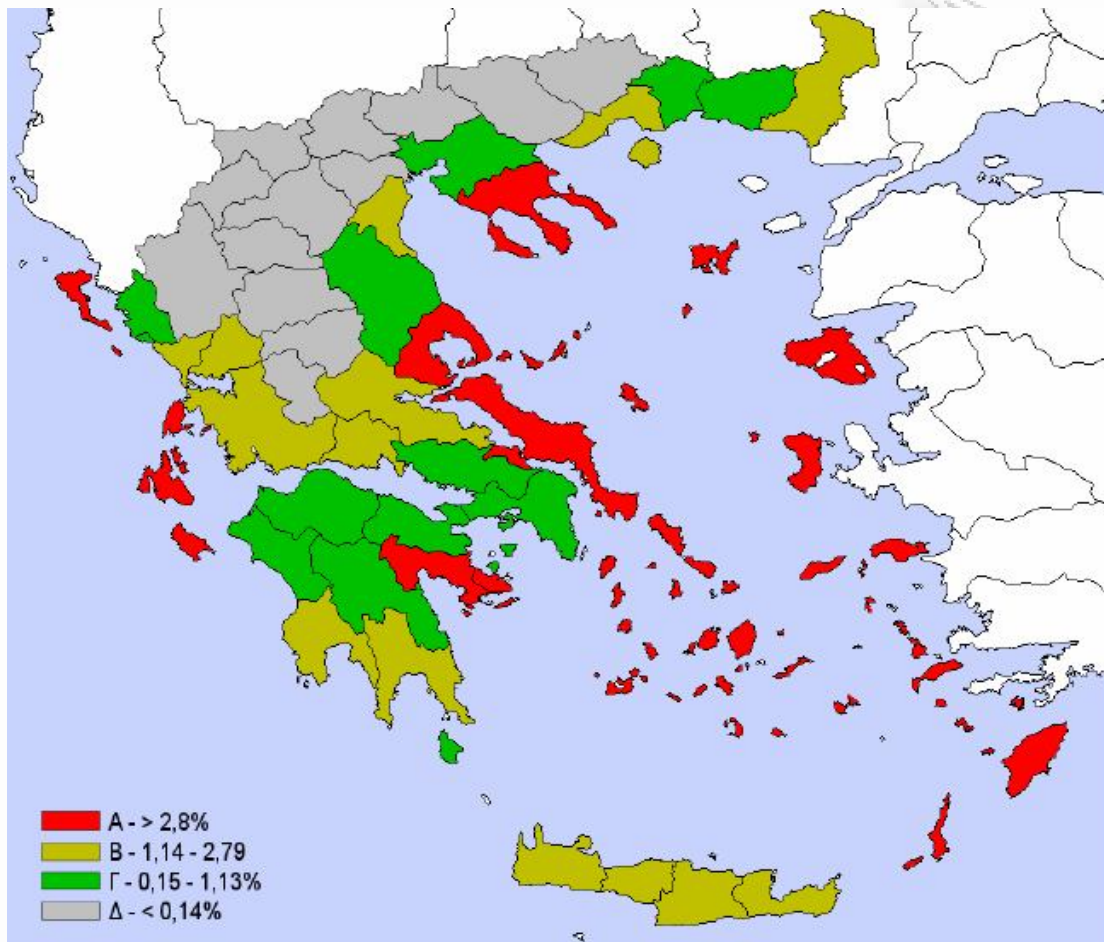 Α - > 2,8%
Β - 1,14 - 2,79
Γ - 0,15 - 1,13%
Δ - < 0,14%